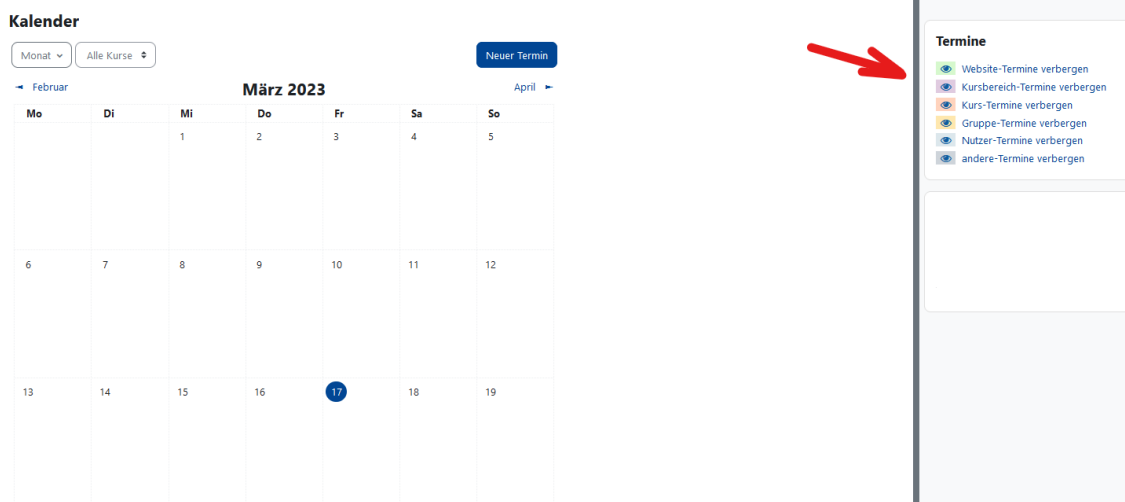 Kalender
Monat
Alle Kurse
Neuer Termin
Februar
März 2023
April
Mo Di Mi Do Fr Sa So
1 2 3 4 5
6 7 8 9 10 11 12
13 14 15 16 17 18 19
Termine
Website-Termine verbergen
Kursbereich-Termine verbergen
Kurs-Termine verbergen
Gruppe-Termine verbergen
Nutzer-Termine verbergen
andere-Termine verbergen